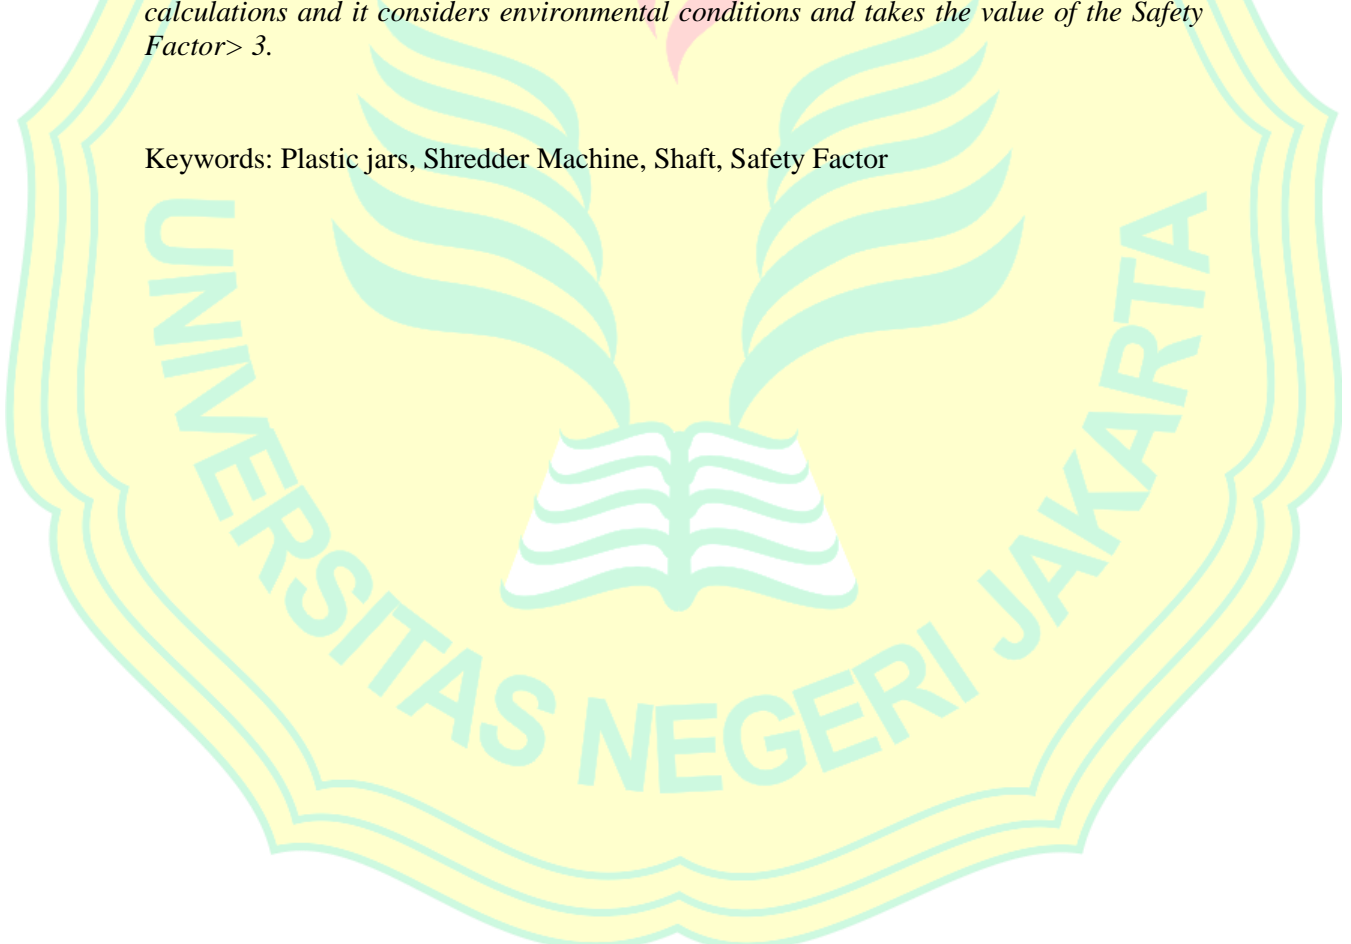 calculations and it considers environmental conditions and takes the value of the Safety
Factor> 3.
Keywords: Plastic jars, Shredder Machine, Shaft, Safety Factor
UNIVERSITAS NEGERI JAKARTA